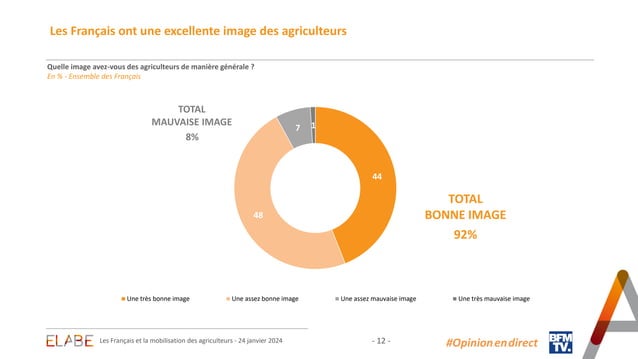 Les Français ont une excellente image des agriculteurs
Quelle image avez-vous des agriculteurs de manière générale ?
En % - Ensemble des Français
TOTAL
MAUVAISE IMAGE
8%
7
1
44
48
TOTAL
BONNE IMAGE
92%
Une très bonne image
Une assez bonne image
Une assez mauvaise image
Une très mauvaise image
ELABE
Les Français et la mobilisation des agriculteurs - 24 janvier 2024
- 12 -
#Opinion en direct
BFM
TV.